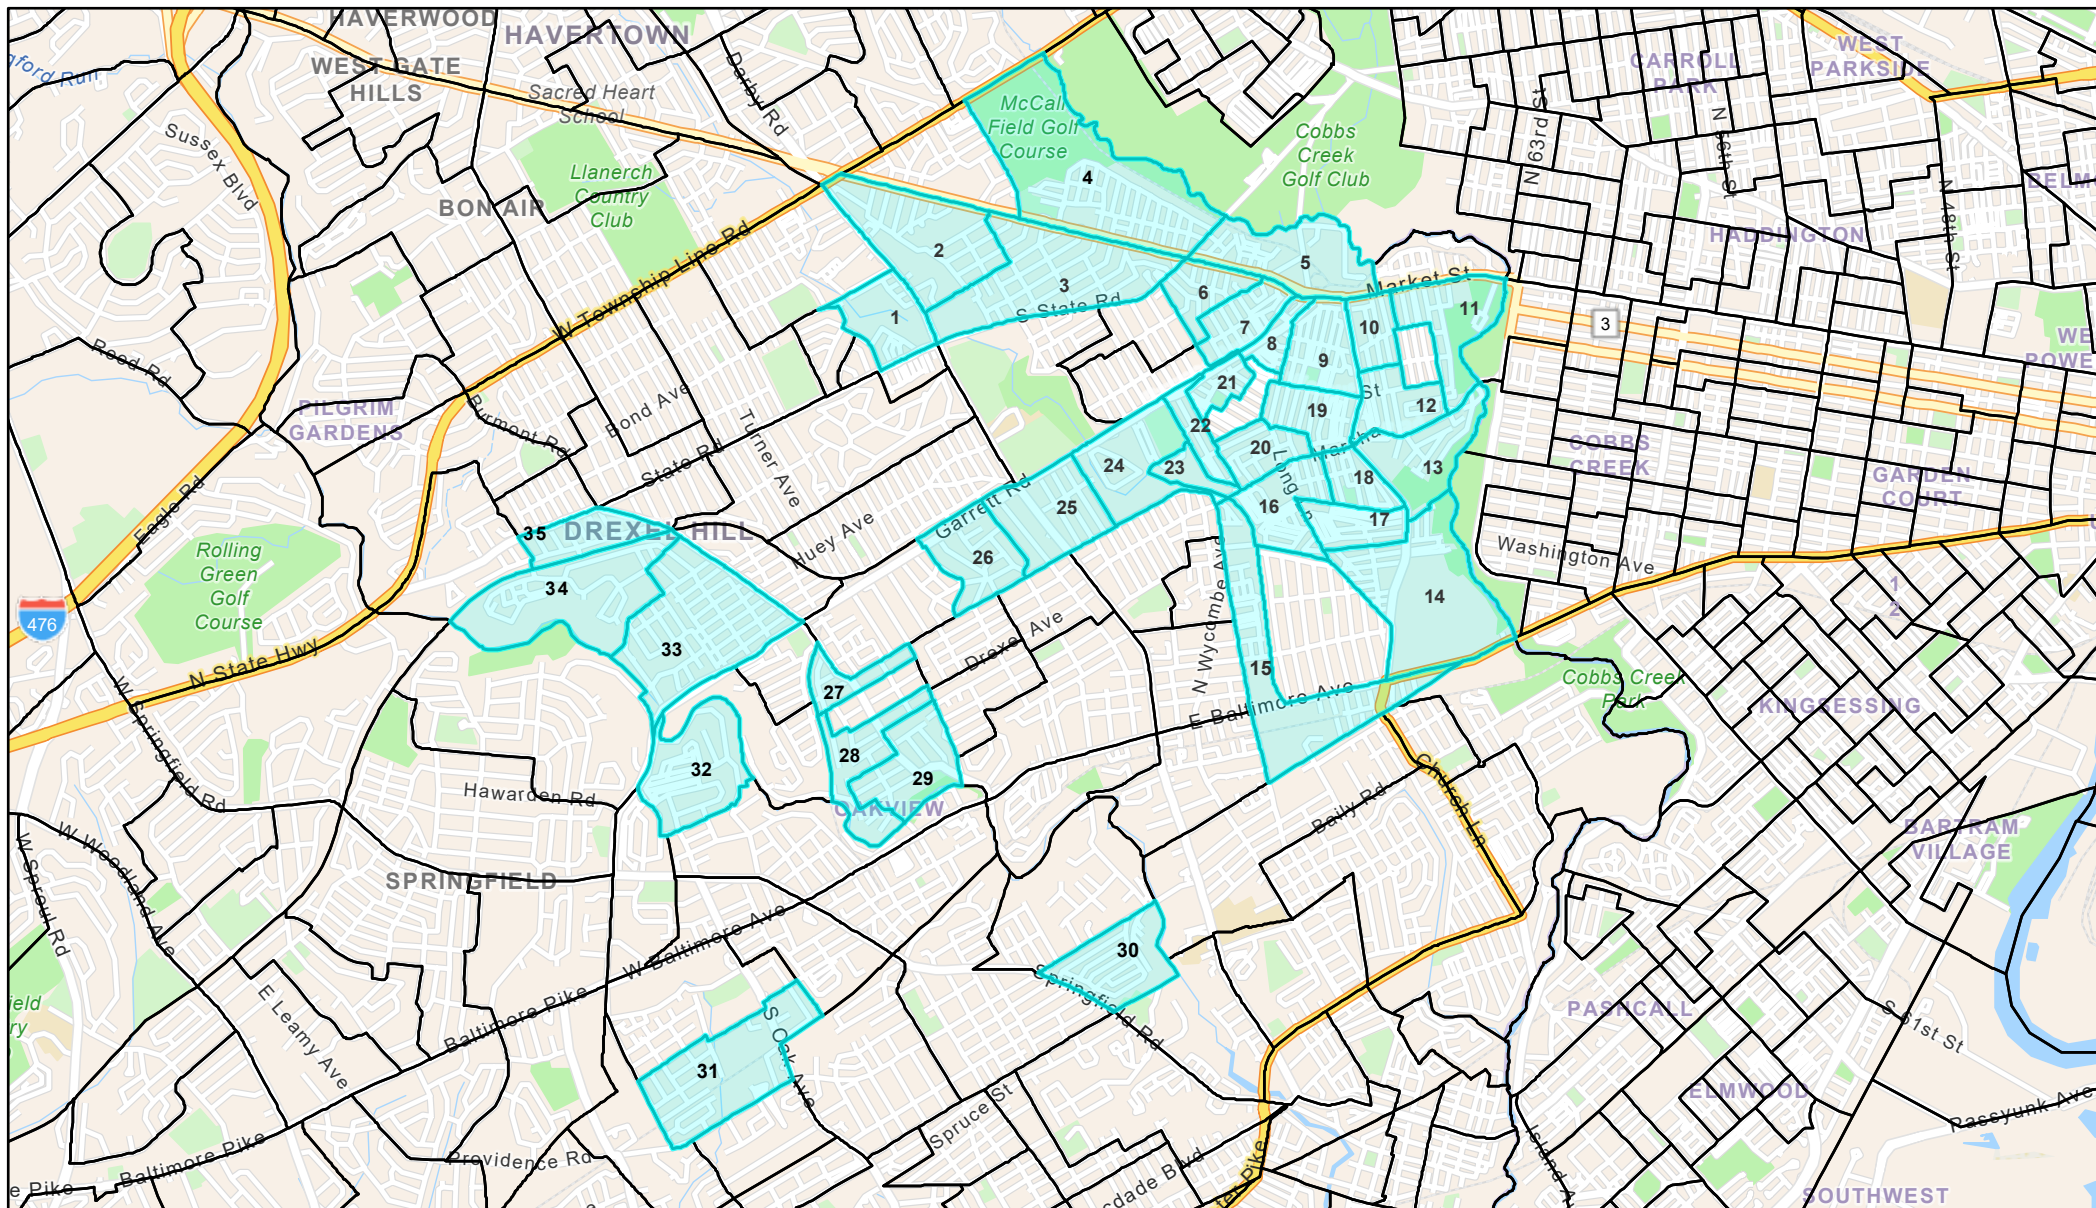 HAVERWOOD
HAVERTOWN
WEST GATE
HILLS
Sacred Heart
School
Darby Rd
McCall
Field Golf
Course
Cobbs
Creek
Golf Club
CARROLL
PARK
WEST
PARKSIDE
N 63rd St
N 56th St
N 48th St
HADDINGTON
Sussex Blvd
BON AIR
Llanerch
Country
Club
W Township Line Rd
4
2
3
5
1
6
7
8
9
10
11
S State Rd
Market St
3
Reed Rd
PILGRIM
GARDENS
Burmont Rd
Bond Ave
State Rd
Turner Ave
Huey Ave
Garrett Rd
21
22
19
St
12
20
23
24
25
26
18
13
16
17
14
15
COBBS
CREEK
GARDEN
COURT
Washington Ave
1
2
Eagle Rd
Rolling
Green
Golf
Course
476
N State Hwy
35
DREXEL HILL
34
33
32
27
28
29
OAKVIEW
Drexel Ave
N Wycombe Ave
E Baltimore Ave
Cobbs Creek
Park
KINGSESSING
Church Ln
Baily Rd
BARTRAM
VILLAGE
W Springfield Rd
Hawarden Rd
W Woodland Ave
W Sproul Rd
SPRINGFIELD
W Baltimore Ave
Baltimore Pike
E Leamy Ave
30
Springfield Rd
31
S Oak Ave
PASHCALL
S 61st St
ELMWOOD
Passyunk Ave
Spruce St
Providence Rd
Baltimore Pike
e Pike
SOUTHWEST